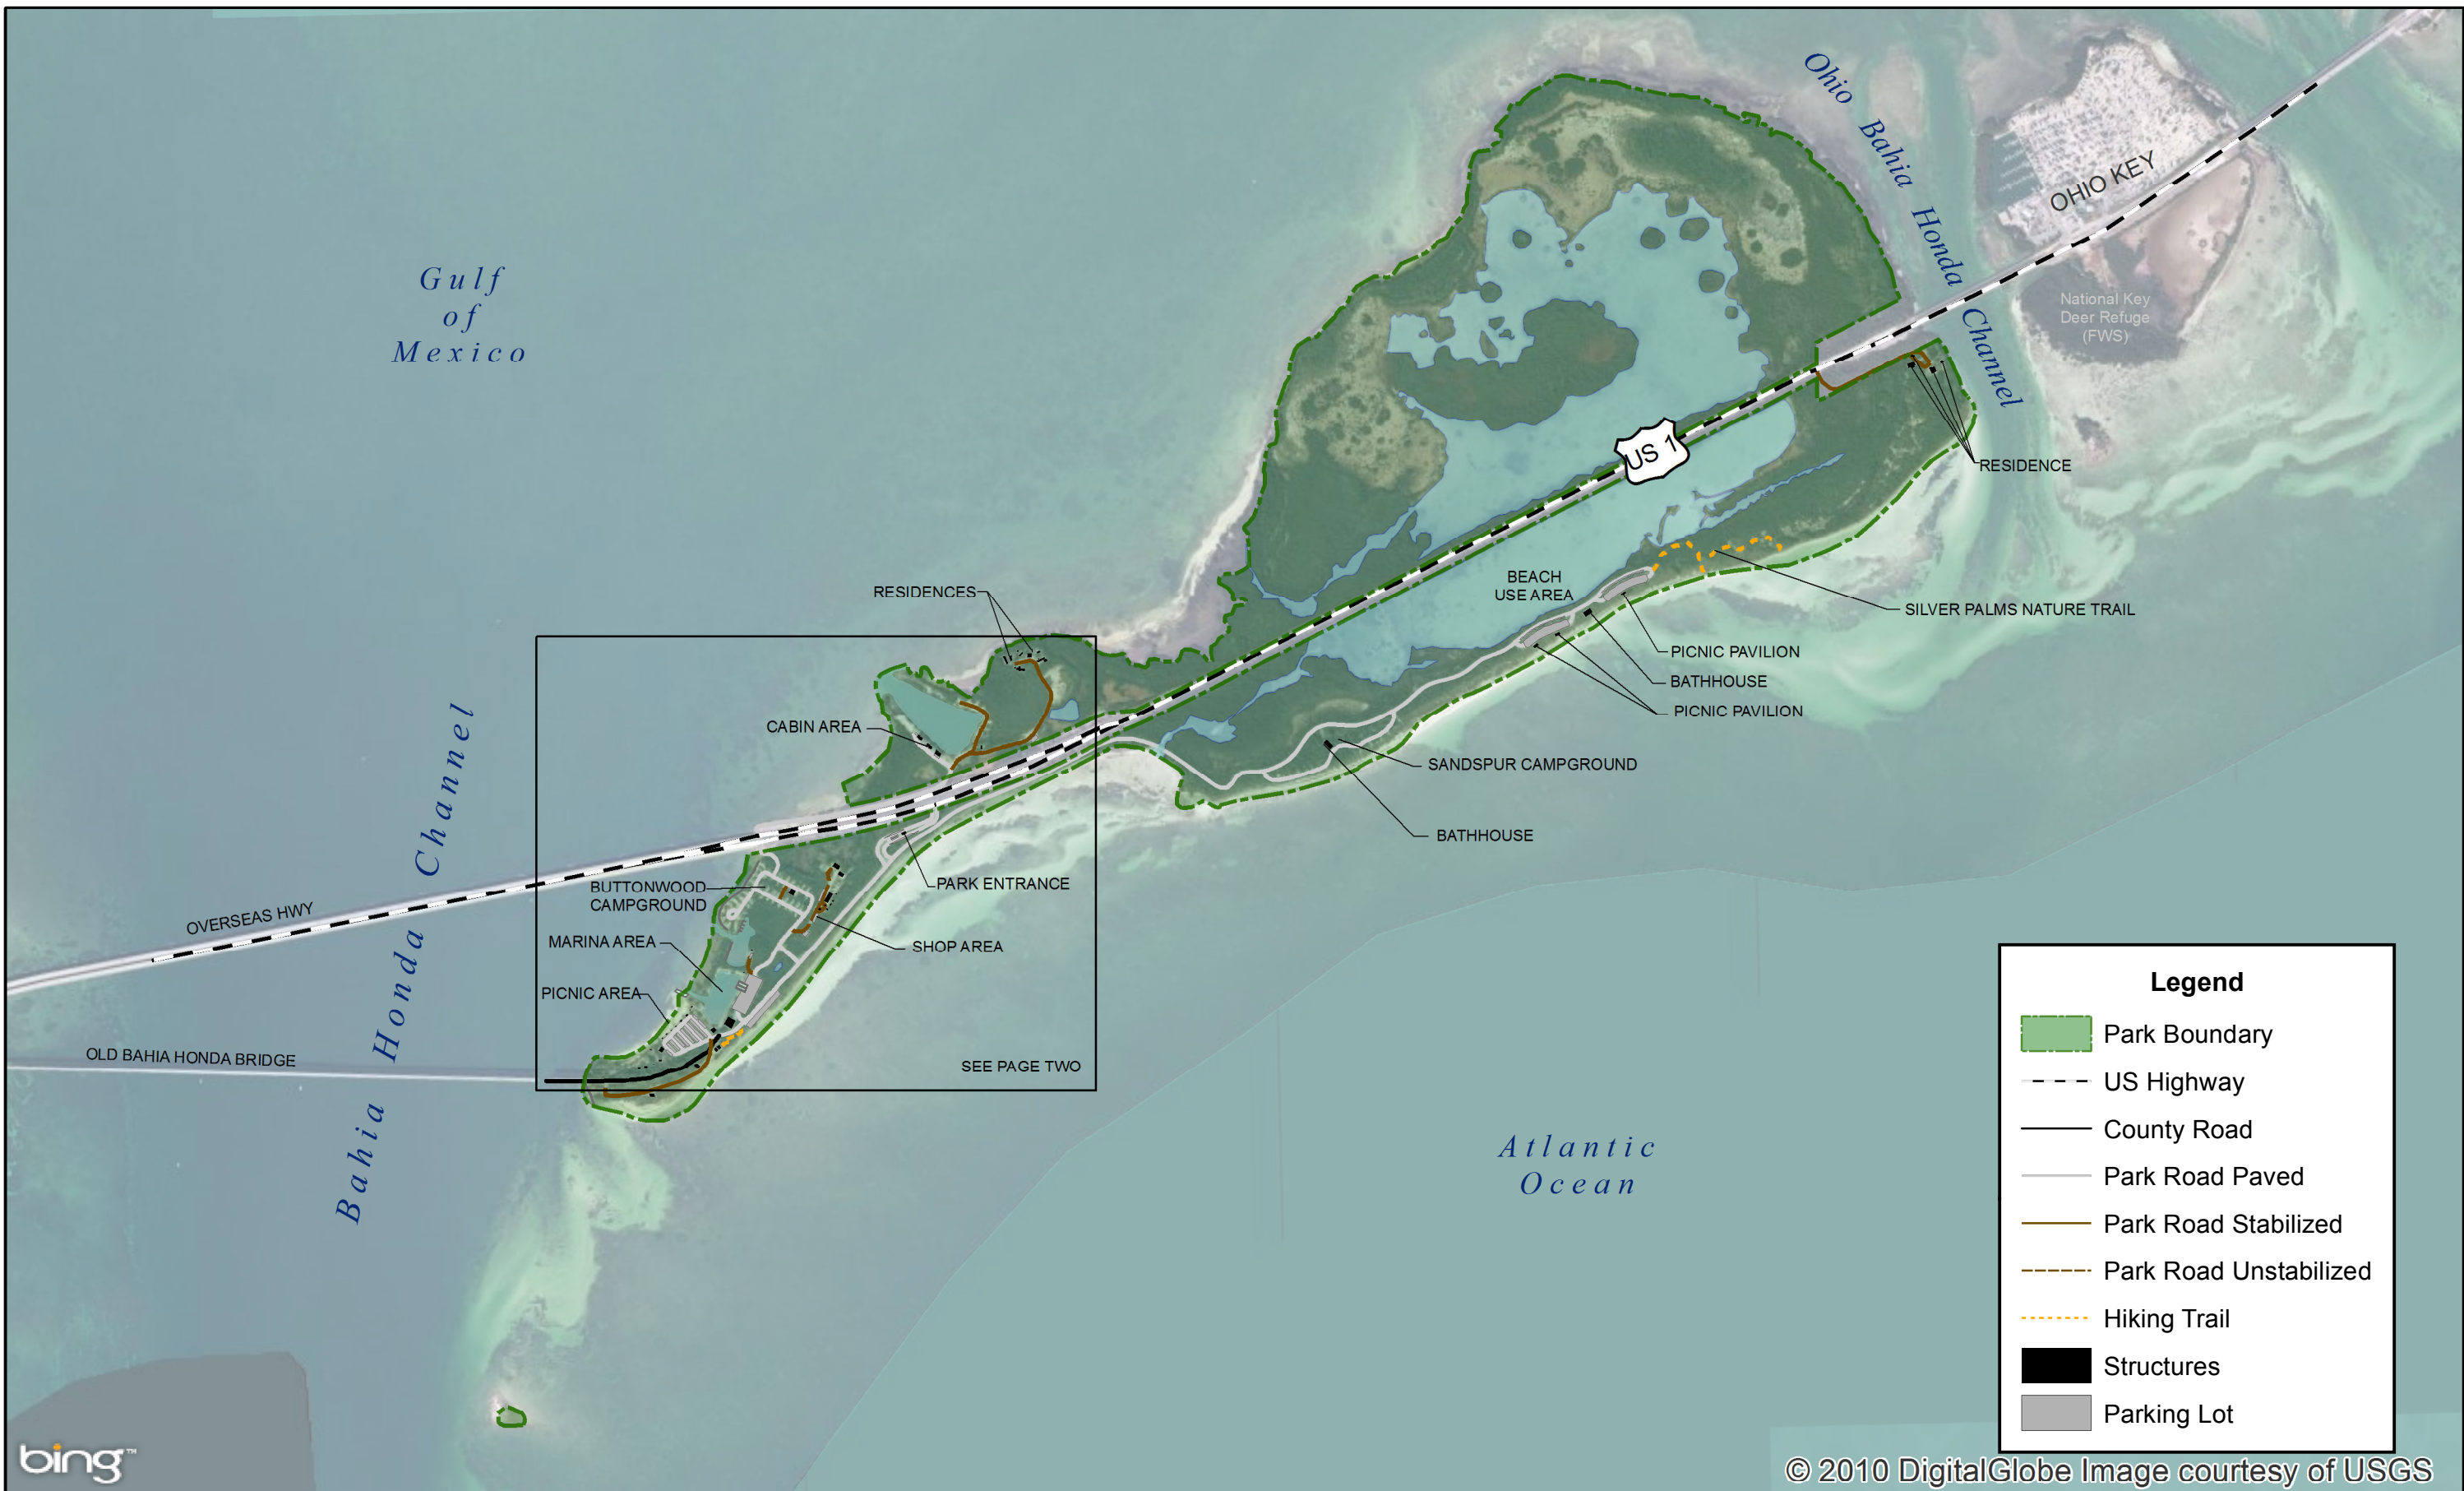 Ohio Bahia Honda Channel
OHIO KEY
Gulf
of
Mexico
National Key
Deer Refuge
(FWS)
US 1
RESIDENCE
BEACH
USE AREA
RESIDENCES
SILVER PALMS NATURE TRAIL
PICNIC PAVILION
BATHHOUSE
PICNIC PAVILION
CABIN AREA
SANDSPUR CAMPGROUND
BATHHOUSE
Bahia Honda Channel
PARK ENTRANCE
BUTTONWOOD
CAMPGROUND
OVERSEAS HWY
MARINA AREA
SHOP AREA
PICNIC AREA
OLD BAHIA HONDA BRIDGE
SEE PAGE TWO
Atlantic
Ocean
Legend
Park Boundary
US Highway
County Road
Park Road Paved
Park Road Stabilized
Park Road Unstabilized
Hiking Trail
Structures
Parking Lot
bing™
© 2010 DigitalGlobe Image courtesy of USGS